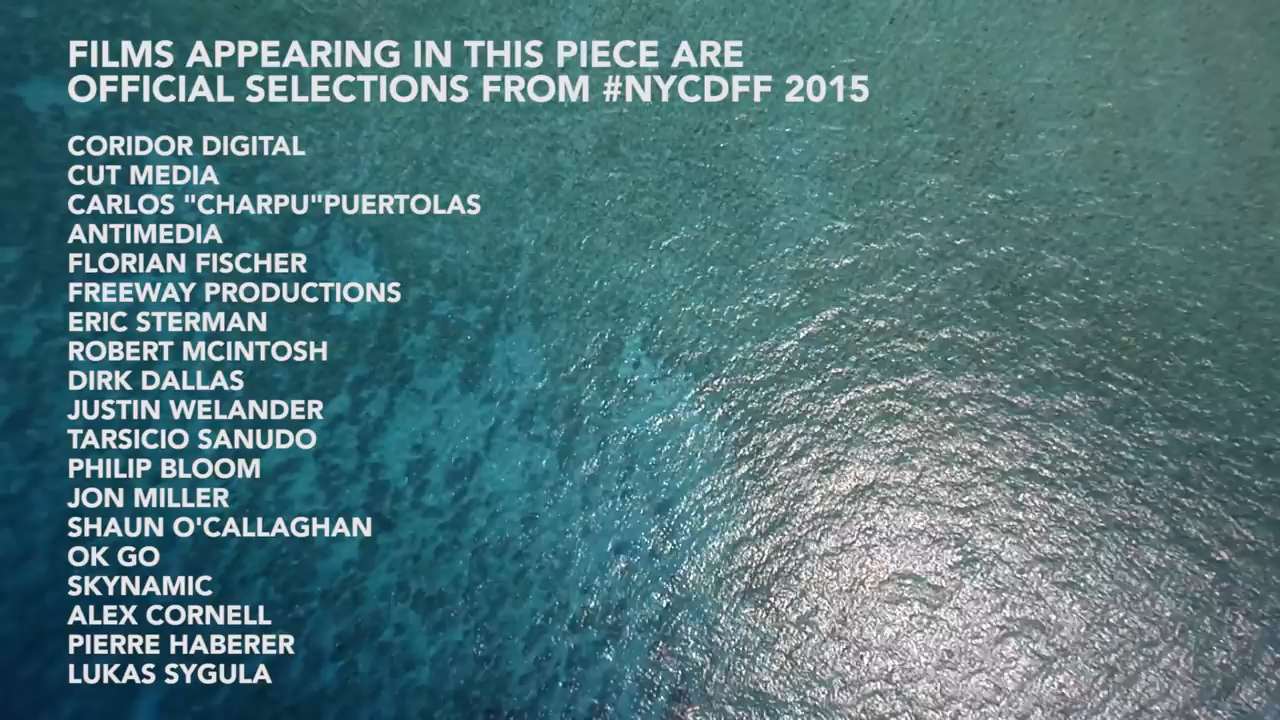 FILMS APPEARING IN THIS PIECE ARE
OFFICIAL SELECTIONS FROM #NYCDFF 2015
CORIDOR DIGITAL
CUT MEDIA
CARLOS "CHARPU"PUERTOLAS
ANTIMEDIA
FLORIAN FISCHER
FREEWAY PRODUCTIONS
ERIC STERMAN
ROBERT MCINTOSH
DIRK DALLAS
JUSTIN WELANDER
TARSICIO SANUDO
PHILIP BLOOM
JON MILLER
SHAUN O'CALLAGHAN
OK GO
SKYNAMIC
ALEX CORNELL
PIERRE HABERER
LUKAS SYGULA